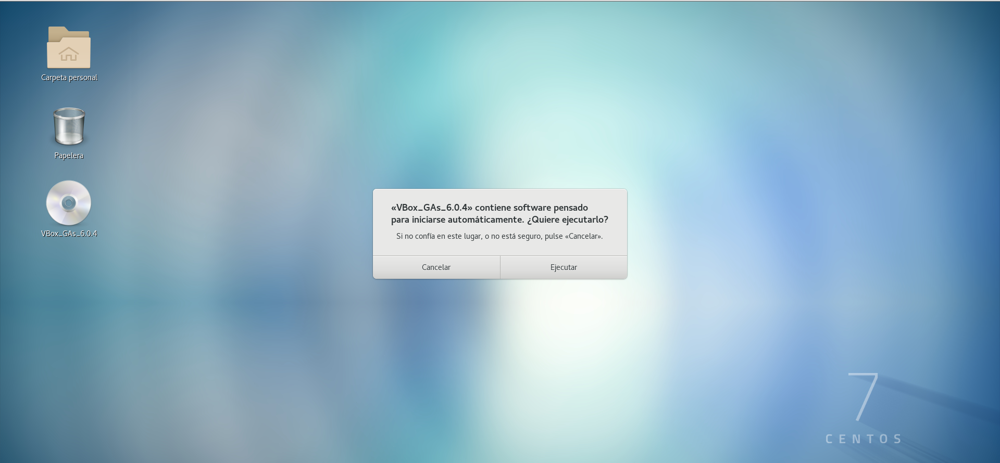 Carpeta personal
Papelera
VBox_GAs_6.0.4
«VBox_GAs_6.0.4» contiene software pensado
para iniciarse automáticamente. ¿Quiere ejecutarlo?
Si no confía en este lugar, o no está seguro, pulse «Cancelar».
Cancelar
Ejecutar
7
CENTOS